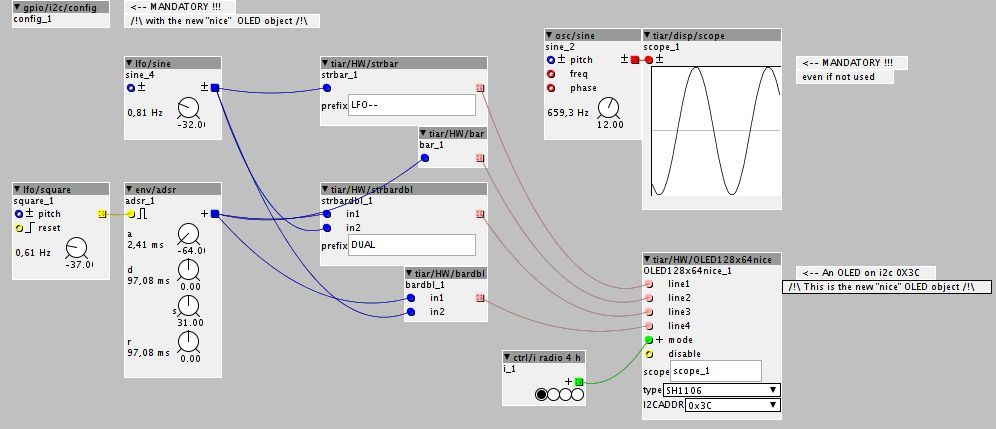 gpio/i2c/config
config_1
<-- MANDATORY !!!
/!\ with the new "nice" OLED object /!\
lfo/sine
sine_4
±
±
0,81 Hz
-32.0
tiar/HW/strbar
strbar_1
prefix LFO--
tiar/HW/bar
bar_1
osc/sine
sine_2
pitch
±
±
freq
phase
659,3 Hz
12.00
tiar/disp/scope
scope_1
±
<-- MANDATORY !!!
even if not used
lfo/square
square_1
± pitch
reset
0,61 Hz
-37.0
env/adsr
adsr_1
+
a
2,41 ms
-64.0
d
97,08 ms
0.00
s
31.00
r
97,08 ms
0.00
tiar/HW/strbardbl
strbardbl_1
in1
in2
prefix DUAL
tiar/HW/bardbl
bardbl_1
in1
in2
tiar/HW/OLED128x64nice
OLED128x64nice_1
line1
line2
line3
line4
+ mode
disable
scope scope_1
type SH1106
I2CADDR 0x3C
<-- An OLED on i2c 0X3C
/!\ This is the new "nice" OLED object /!\
ctrl/i radio 4 h
i_1
+